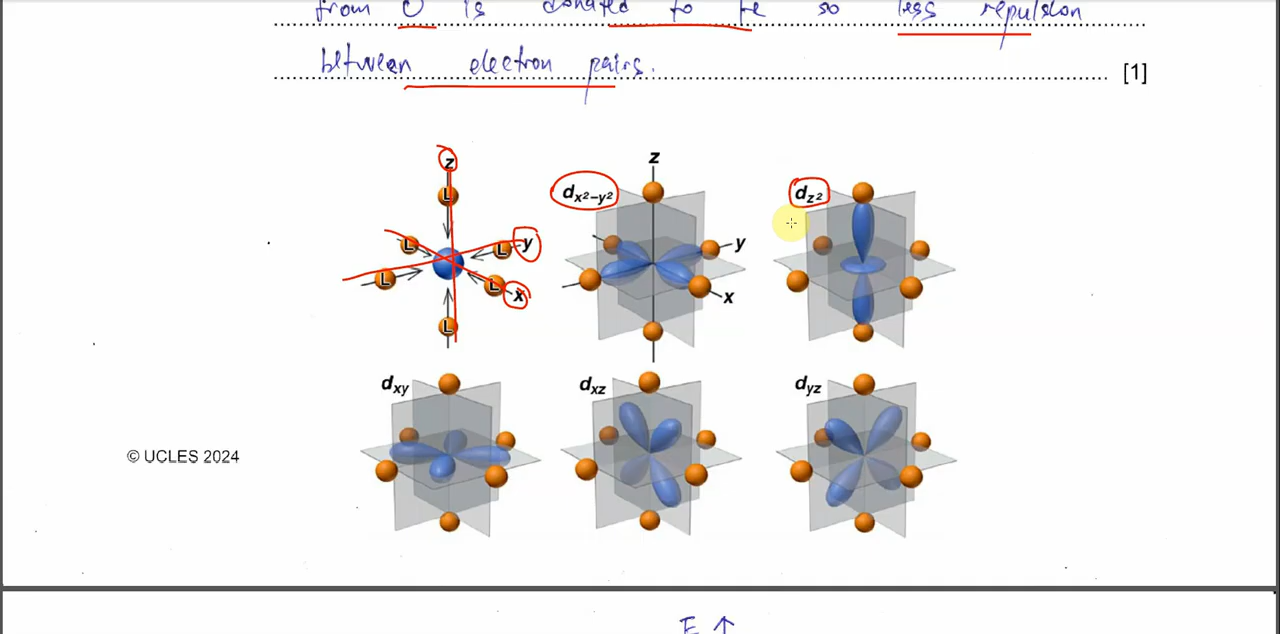 from O is donated to Fe so less repulsion
between electron pairs.
[1]
z
L
L L y
L L x
L
dx²−y²
z
y
x
dz²
dxy
dxz
dyz
© UCLES 2024
E ↑